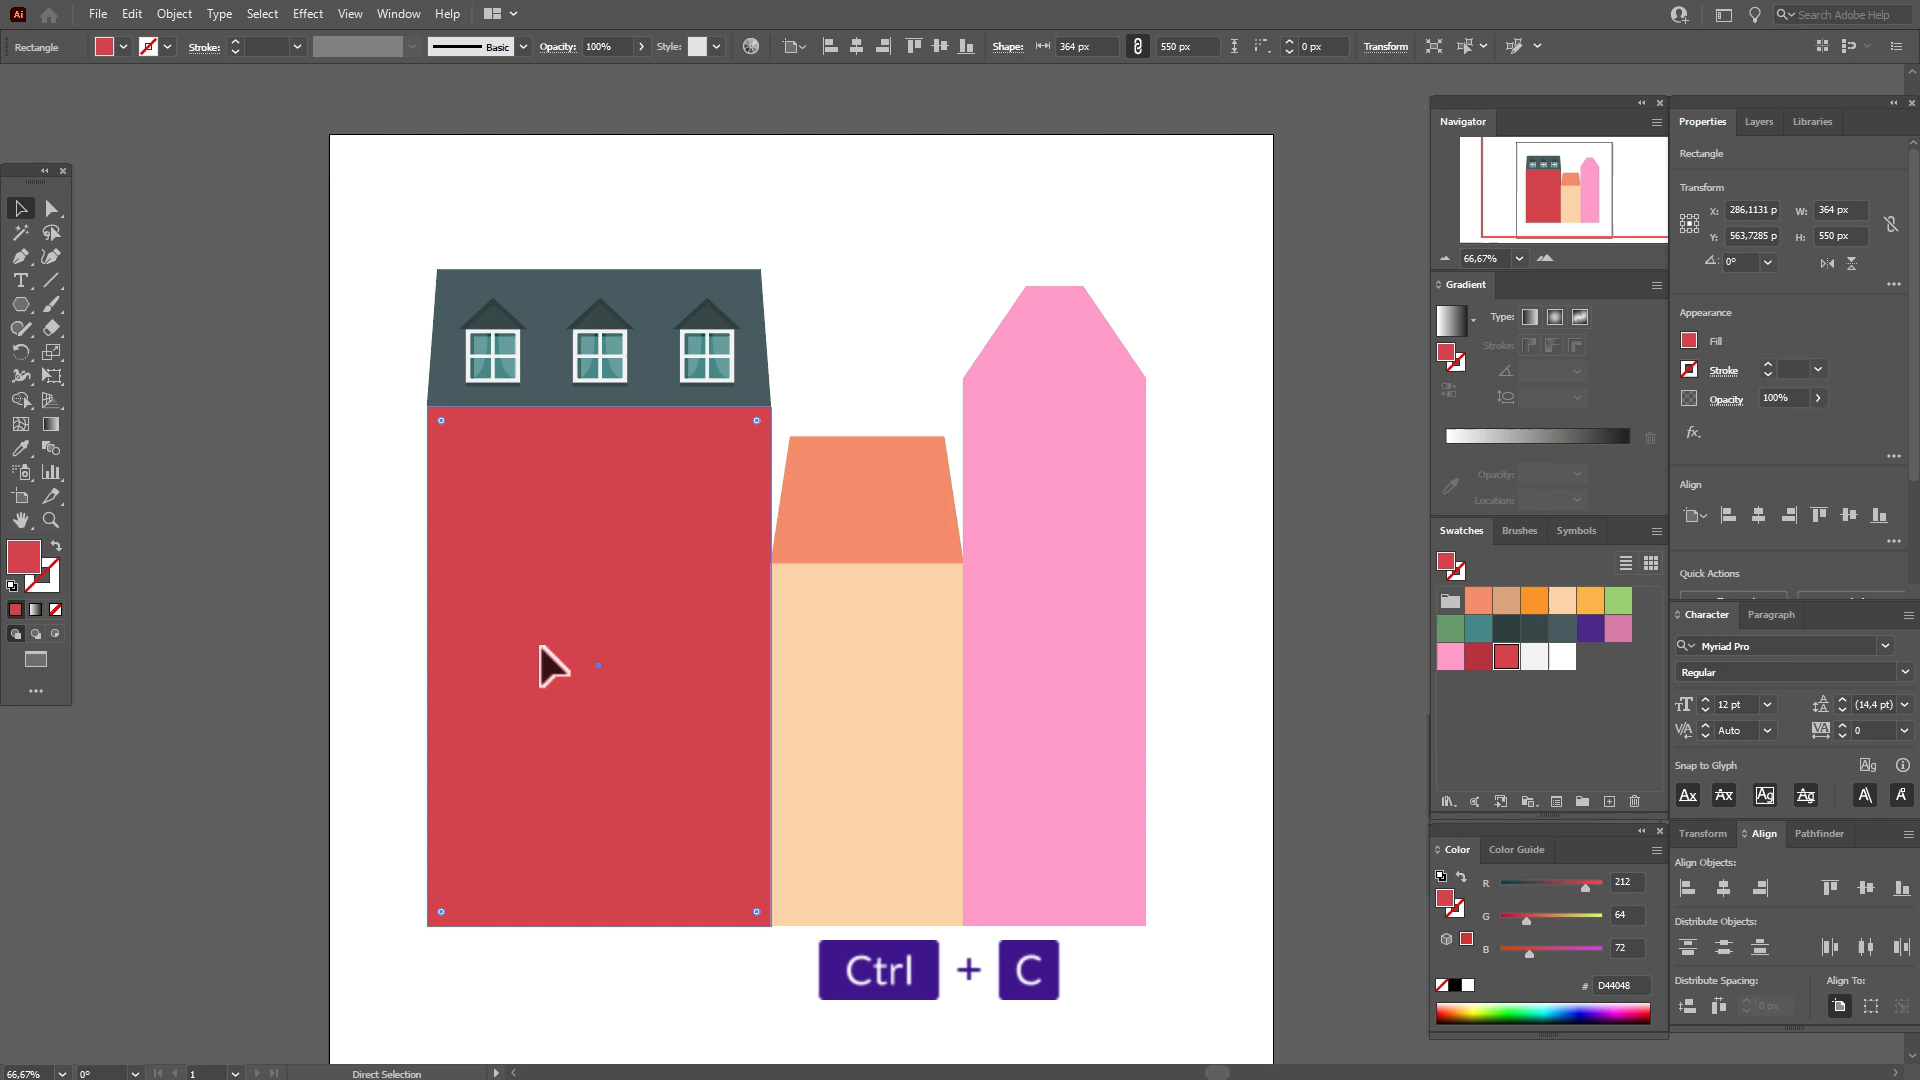 Ai File Edit Object Type Select Effect View Window Help Search Adobe Help
Rectangle Stroke: Basic Opacity: 100% Style: Shape: 364 px 550 px 0 px Transform
Navigator
66,67%
Gradient
Type:
Stroke:
Opacity:
Location:
Swatches Brushes Symbols
Color Color Guide
R 212
G 64
B 72
# D44048
Properties Layers Libraries
Rectangle
Transform
X: 286,1131 p W: 364 px
Y: 563,7285 p H: 550 px
0°
Appearance
Fill
Stroke
Opacity 100%
fx.
Align
Quick Actions
Character Paragraph
Myriad Pro
Regular
12 pt (14,4 pt)
Auto 0
Snap to Glyph
Transform Align Pathfinder
Align Objects:
Distribute Objects:
Distribute Spacing: Align To:
0 px
Ctrl + C
66,67% 0° 1 Direct Selection